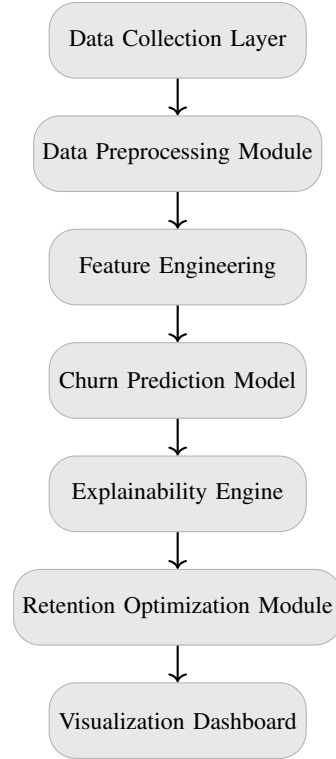 Data Collection Layer
Data Preprocessing Module
Feature Engineering
Churn Prediction Model
Explainability Engine
Retention Optimization Module
Visualization Dashboard